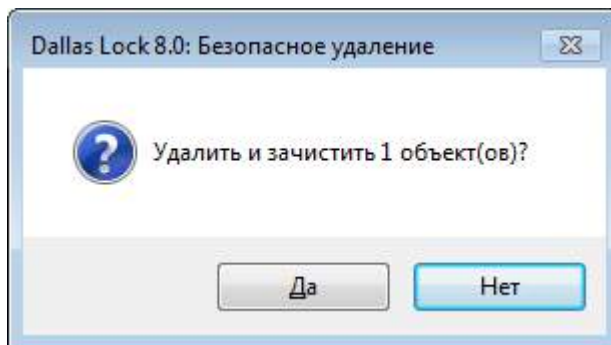 Dallas Lock 8.0: Безопасное удаление
Удалить и зачистить 1 объект(ов)?
Да
Нет